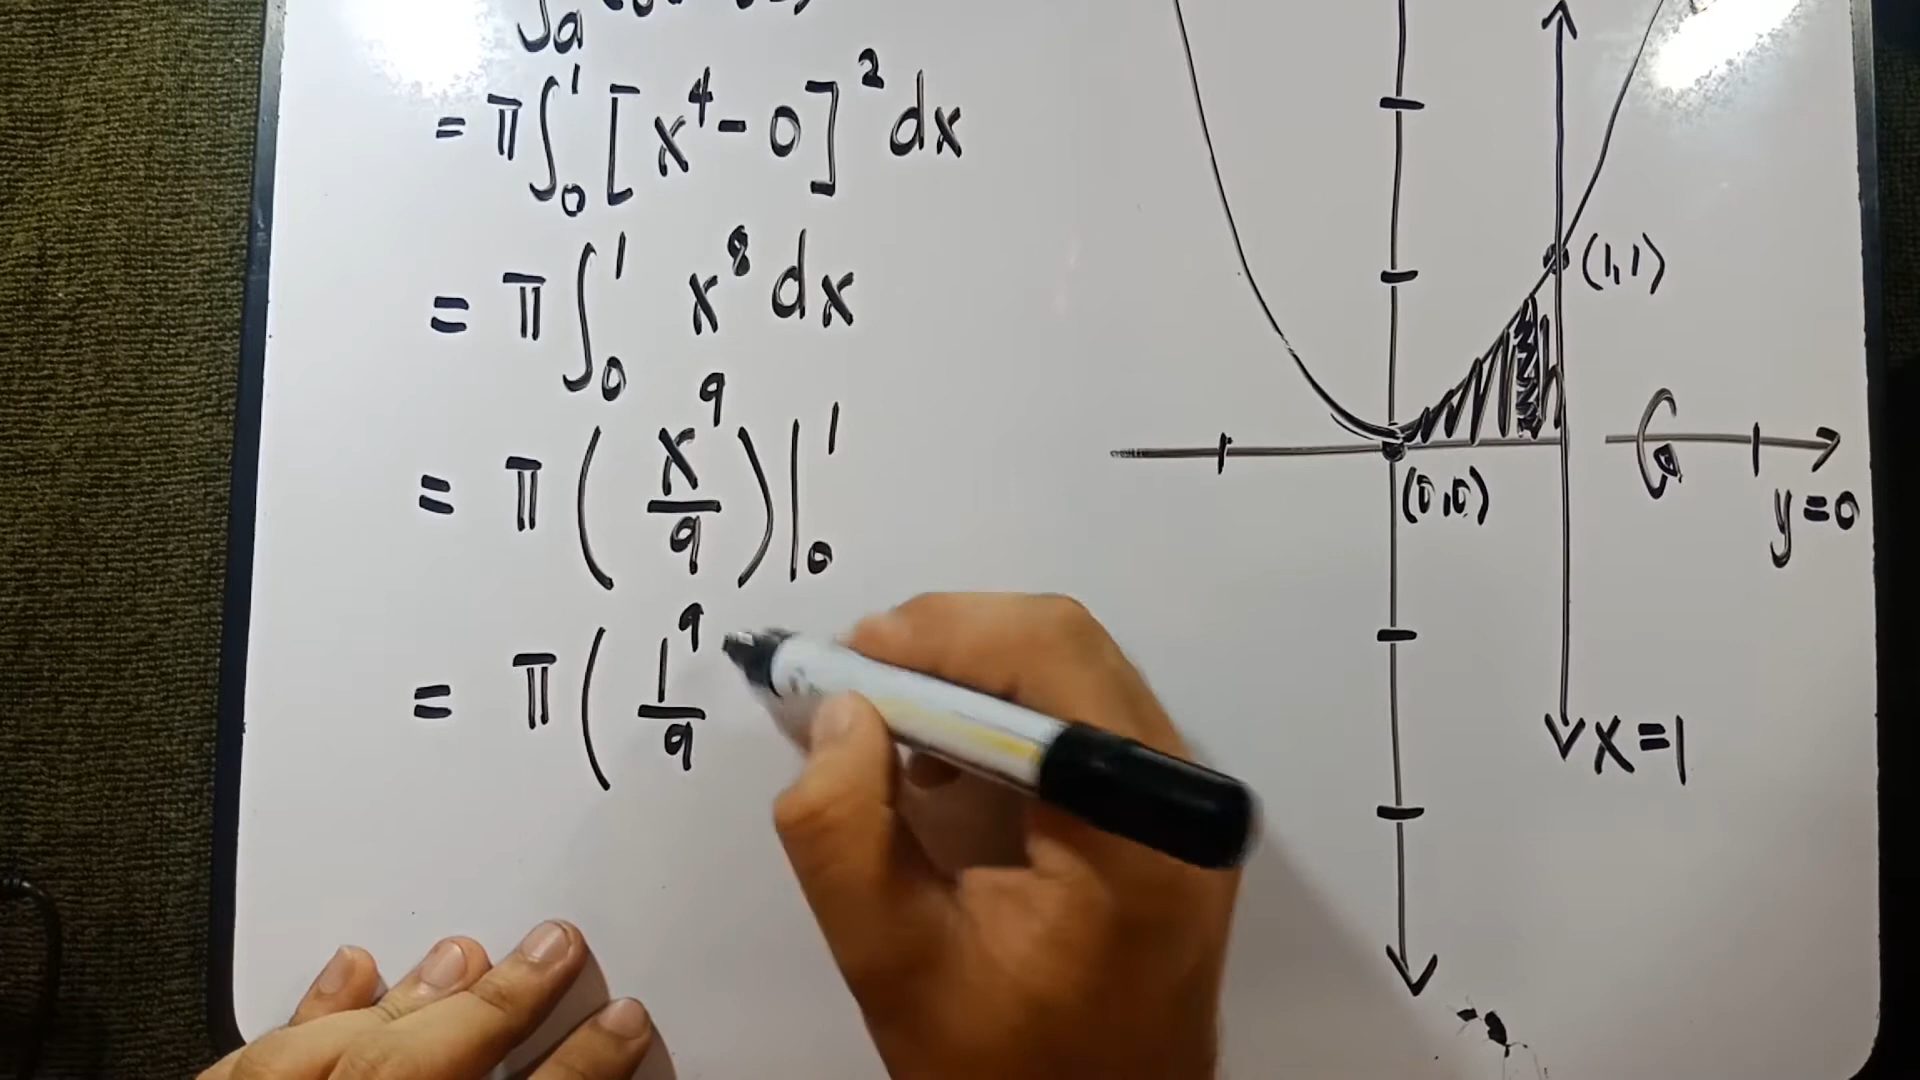 ∫a
= π∫₀¹ [x⁴ - 0]² dx
= π∫₀¹ x⁸ dx
= π(x⁹/9)|₀¹
= π(1⁹/9
(1,1)
(0,0)
y=0
x=1